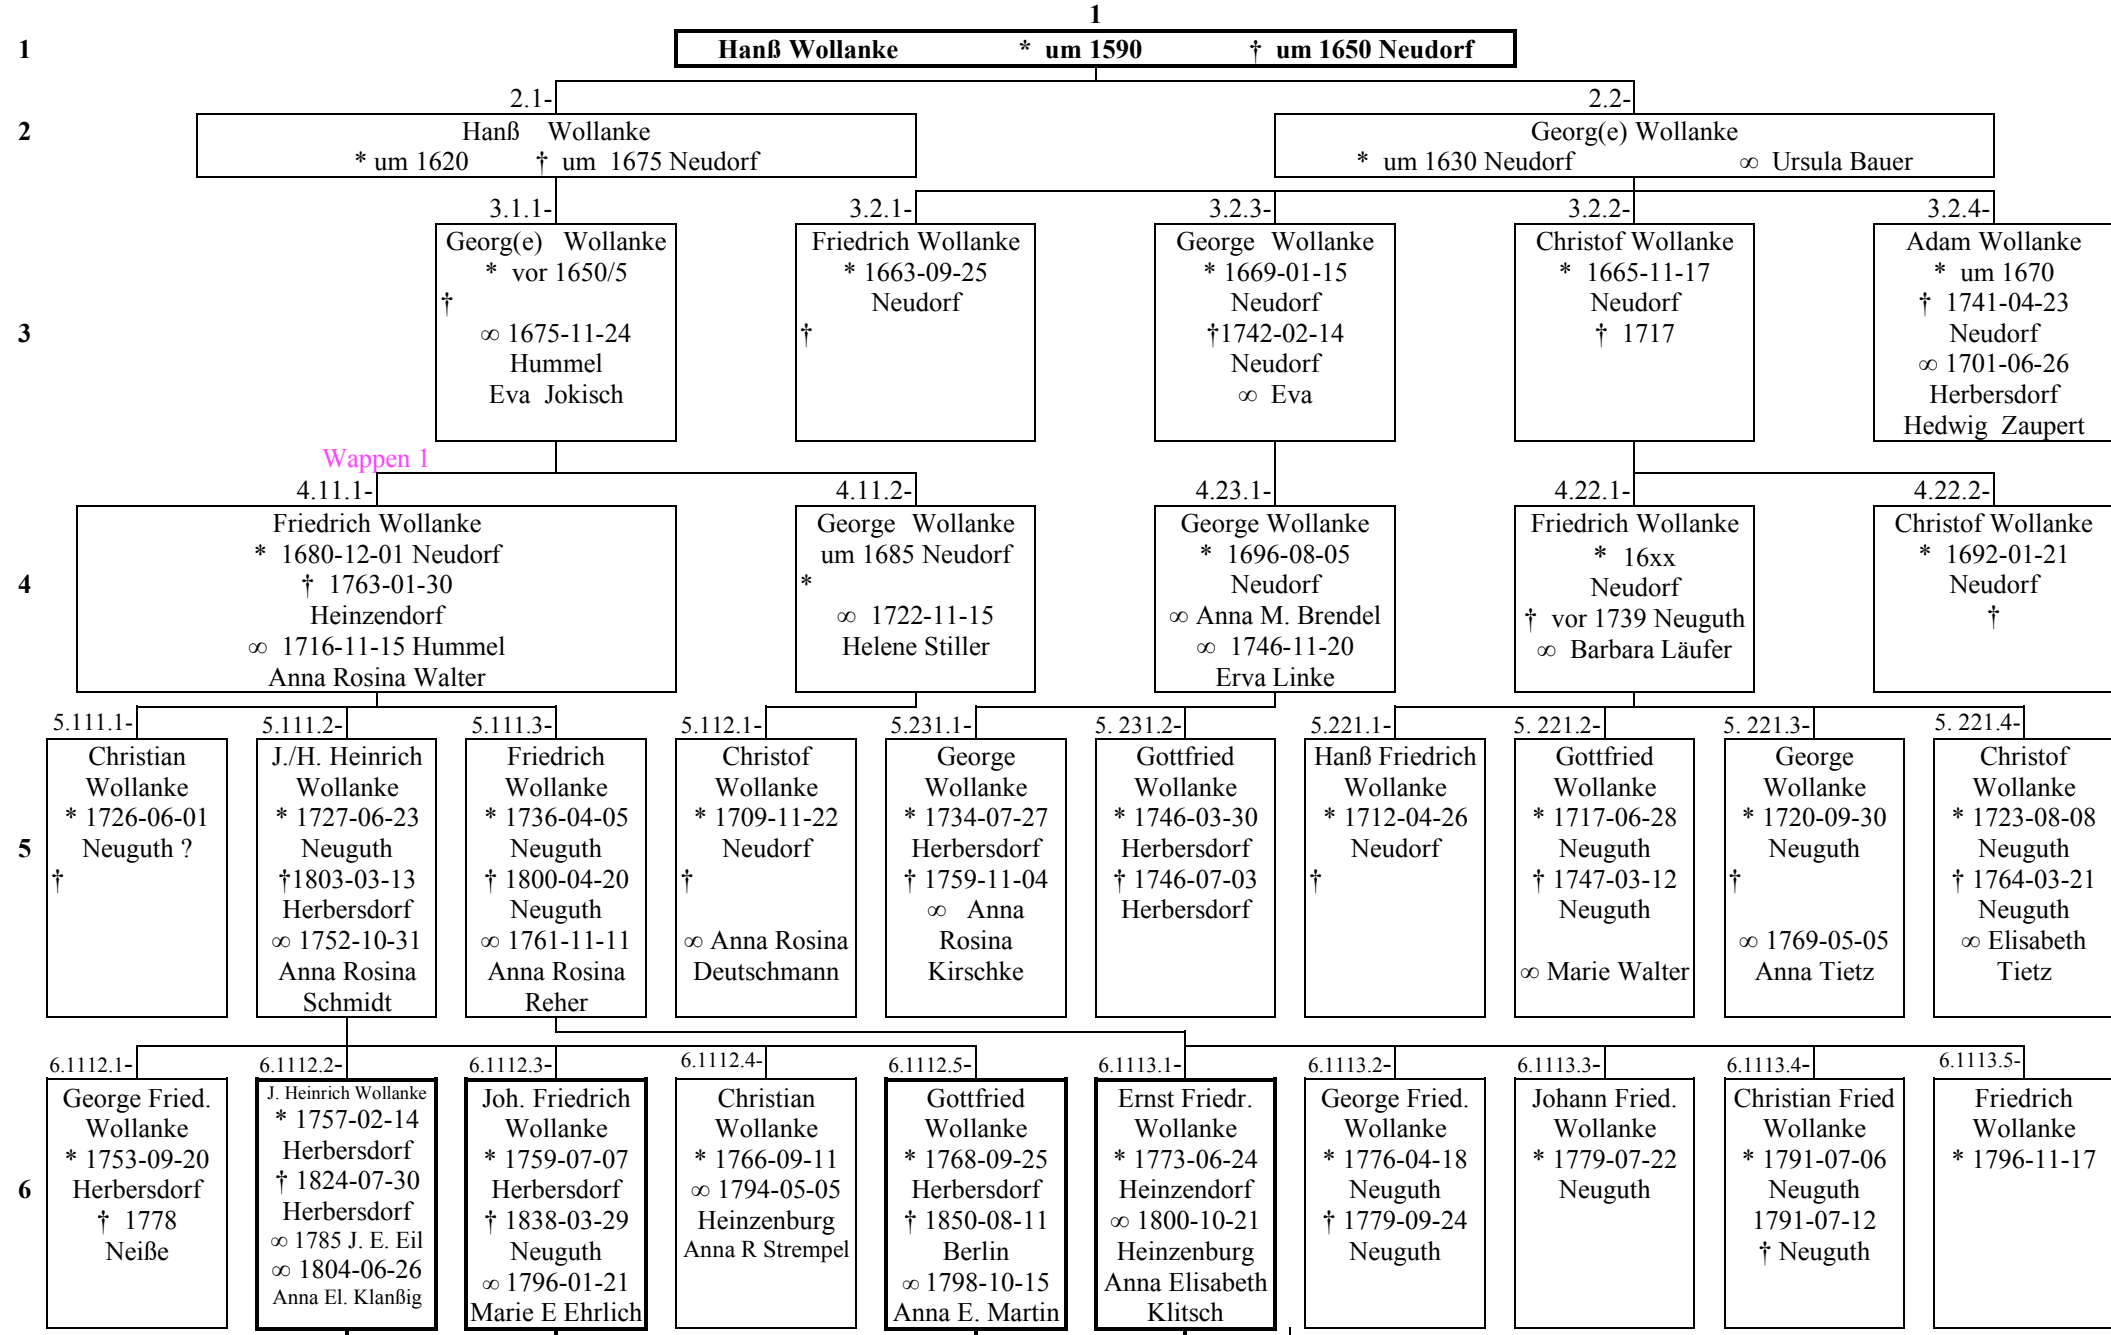 1
1
Hanß Wollanke * um 1590 † um 1650 Neudorf
2.1-
2.2-
2
Hanß Wollanke
* um 1620 † um 1675 Neudorf
Georg(e) Wollanke
* um 1630 Neudorf ∞ Ursula Bauer
3
3.1.1-
Georg(e) Wollanke
* vor 1650/5
†
∞ 1675-11-24
Hummel
Eva Jokisch
3.2.1-
Friedrich Wollanke
* 1663-09-25
Neudorf
†
3.2.3-
George Wollanke
* 1669-01-15
Neudorf
†1742-02-14
Neudorf
∞ Eva
3.2.2-
Christof Wollanke
* 1665-11-17
Neudorf
† 1717
3.2.4-
Adam Wollanke
* um 1670
† 1741-04-23
Neudorf
∞ 1701-06-26
Herbersdorf
Hedwig Zaupert
Wappen 1
4
4.11.1-
Friedrich Wollanke
* 1680-12-01 Neudorf
† 1763-01-30
Heinzendorf
∞ 1716-11-15 Hummel
Anna Rosina Walter
4.11.2-
George Wollanke
um 1685 Neudorf
*
∞ 1722-11-15
Helene Stiller
4.23.1-
George Wollanke
* 1696-08-05
Neudorf
∞ Anna M. Brendel
∞ 1746-11-20
Erva Linke
4.22.1-
Friedrich Wollanke
* 16xx
Neudorf
† vor 1739 Neuguth
∞ Barbara Läufer
4.22.2-
Christof Wollanke
* 1692-01-21
Neudorf
†
5
5.111.1-
Christian
Wollanke
* 1726-06-01
Neuguth ?
†
5.111.2-
J./H. Heinrich
Wollanke
* 1727-06-23
Neuguth
†1803-03-13
Herbersdorf
∞ 1752-10-31
Anna Rosina
Schmidt
5.111.3-
Friedrich
Wollanke
* 1736-04-05
Neuguth
† 1800-04-20
Neuguth
∞ 1761-11-11
Anna Rosina
Reher
5.112.1-
Christof
Wollanke
* 1709-11-22
Neudorf
†
∞ Anna Rosina
Deutschmann
5.231.1-
George
Wollanke
* 1734-07-27
Herbersdorf
† 1759-11-04
∞ Anna
Rosina
Kirschke
5. 231.2-
Gottfried
Wollanke
* 1746-03-30
Herbersdorf
† 1746-07-03
Herbersdorf
5.221.1-
Hanß Friedrich
Wollanke
* 1712-04-26
Neudorf
†
5. 221.2-
Gottfried
Wollanke
* 1717-06-28
Neuguth
† 1747-03-12
Neuguth
∞ Marie Walter
5. 221.3-
George
Wollanke
* 1720-09-30
Neuguth
†
∞ 1769-05-05
Anna Tietz
5. 221.4-
Christof
Wollanke
* 1723-08-08
Neuguth
† 1764-03-21
Neuguth
∞ Elisabeth
Tietz
6
6.1112.1-
George Fried.
Wollanke
* 1753-09-20
Herbersdorf
† 1778
Neiße
6.1112.2-
J. Heinrich Wollanke
* 1757-02-14
Herbersdorf
† 1824-07-30
Herbersdorf
∞ 1785 J. E. Eil
∞ 1804-06-26
Anna El. Klanßig
6.1112.3-
Joh. Friedrich
Wollanke
* 1759-07-07
Herbersdorf
† 1838-03-29
Neuguth
∞ 1796-01-21
Marie E Ehrlich
6.1112.4-
Christian
Wollanke
* 1766-09-11
∞ 1794-05-05
Heinzenburg
Anna R Strempel
6.1112.5-
Gottfried
Wollanke
* 1768-09-25
Herbersdorf
† 1850-08-11
Berlin
∞ 1798-10-15
Anna E. Martin
6.1113.1-
Ernst Friedr.
Wollanke
* 1773-06-24
Heinzendorf
∞ 1800-10-21
Heinzenburg
Anna Elisabeth
Klitsch
6.1113.2-
George Fried.
Wollanke
* 1776-04-18
Neuguth
† 1779-09-24
Neuguth
6.1113.3-
Johann Fried.
Wollanke
* 1779-07-22
Neuguth
6.1113.4-
Christian Fried
Wollanke
* 1791-07-06
Neuguth
1791-07-12
† Neuguth
6.1113.5-
Friedrich
Wollanke
* 1796-11-17